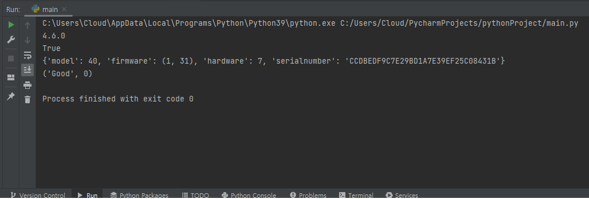 Run: main
C:\Users\Cloud\AppData\Local\Programs\Python\Python39\python.exe C:/Users/Cloud/PycharmProjects/pythonProject/main.py
4.6.0
True
{'model': 40, 'firmware': (1, 31), 'hardware': 7, 'serialnumber': 'CCDBEDF9C7E29BD1A7E39EF25C08431B'}
('Good', 0)
Process finished with exit code 0
Version Control Run Python Packages TODO Python Console Problems Terminal Services